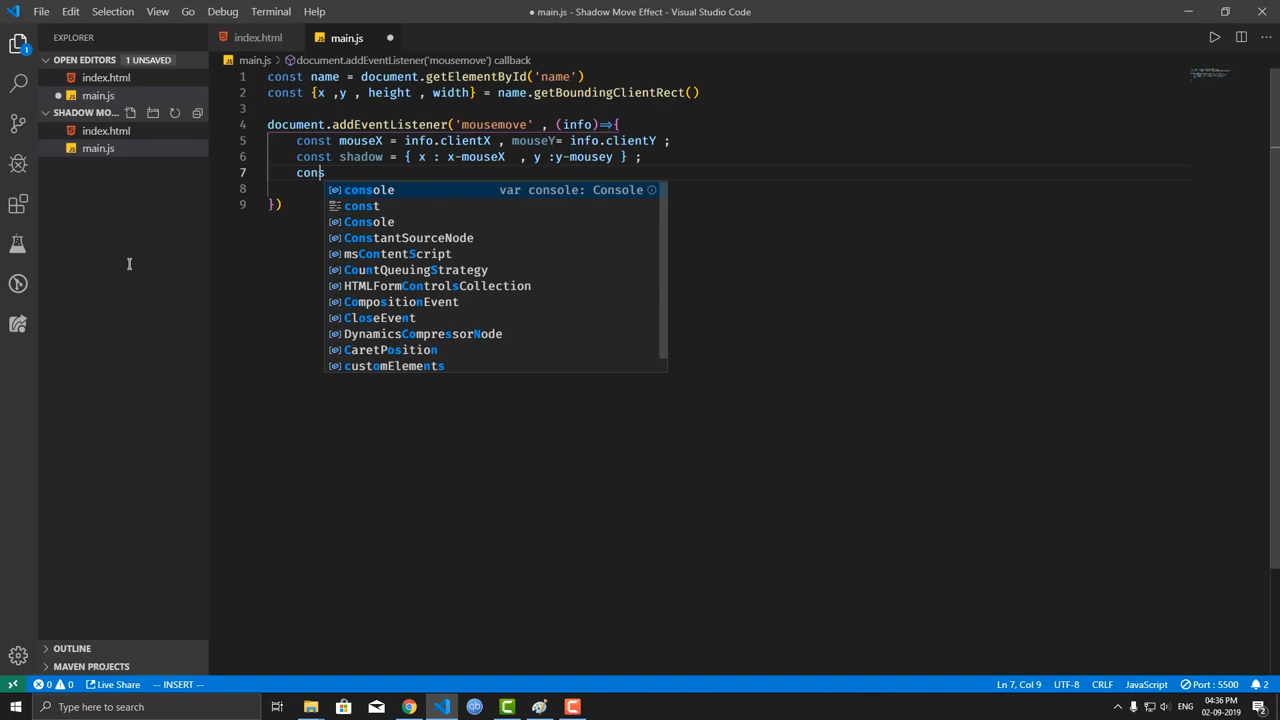 File Edit Selection View Go Debug Terminal Help
● main.js - Shadow Move Effect - Visual Studio Code
EXPLORER
index.html
main.js ●
OPEN EDITORS 1 UNSAVED
main.js > document.addEventListener('mousemove') callback
index.html
● main.js
SHADOW MO...
index.html
main.js
1 const name = document.getElementById('name')
2 const {x ,y , height , width} = name.getBoundingClientRect()
3
4 document.addEventListener('mousemove' , (info)=>{
5 const mouseX = info.clientX , mouseY= info.clientY ;
6 const shadow = { x : x-mouseX , y :y-mousey } ;
7 cons
8
9 })
console var console: Console
const
Console
ConstantSourceNode
msContentScript
CountQueuingStrategy
HTMLFormControlsCollection
CompositionEvent
CloseEvent
DynamicsCompressorNode
CaretPosition
customElements
OUTLINE
MAVEN PROJECTS
0 0 Live Share -- INSERT --
Ln 7, Col 9 UTF-8 CRLF JavaScript Port : 5500 2
Type here to search
ENG
04:36 PM
02-09-2019
2